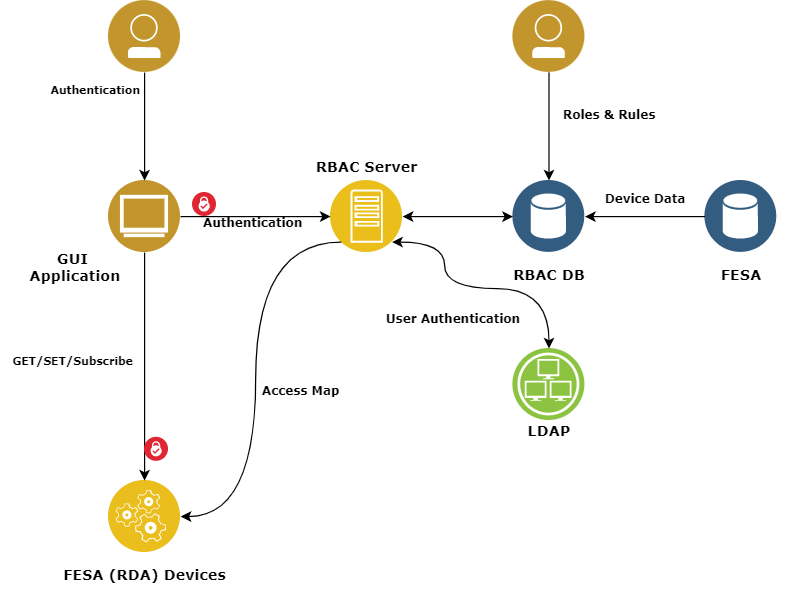 Authentication
Roles & Rules
RBAC Server
Device Data
Authentication
GUI
Application
RBAC DB
FESA
User Authentication
GET/SET/Subscribe
Access Map
LDAP
FESA (RDA) Devices